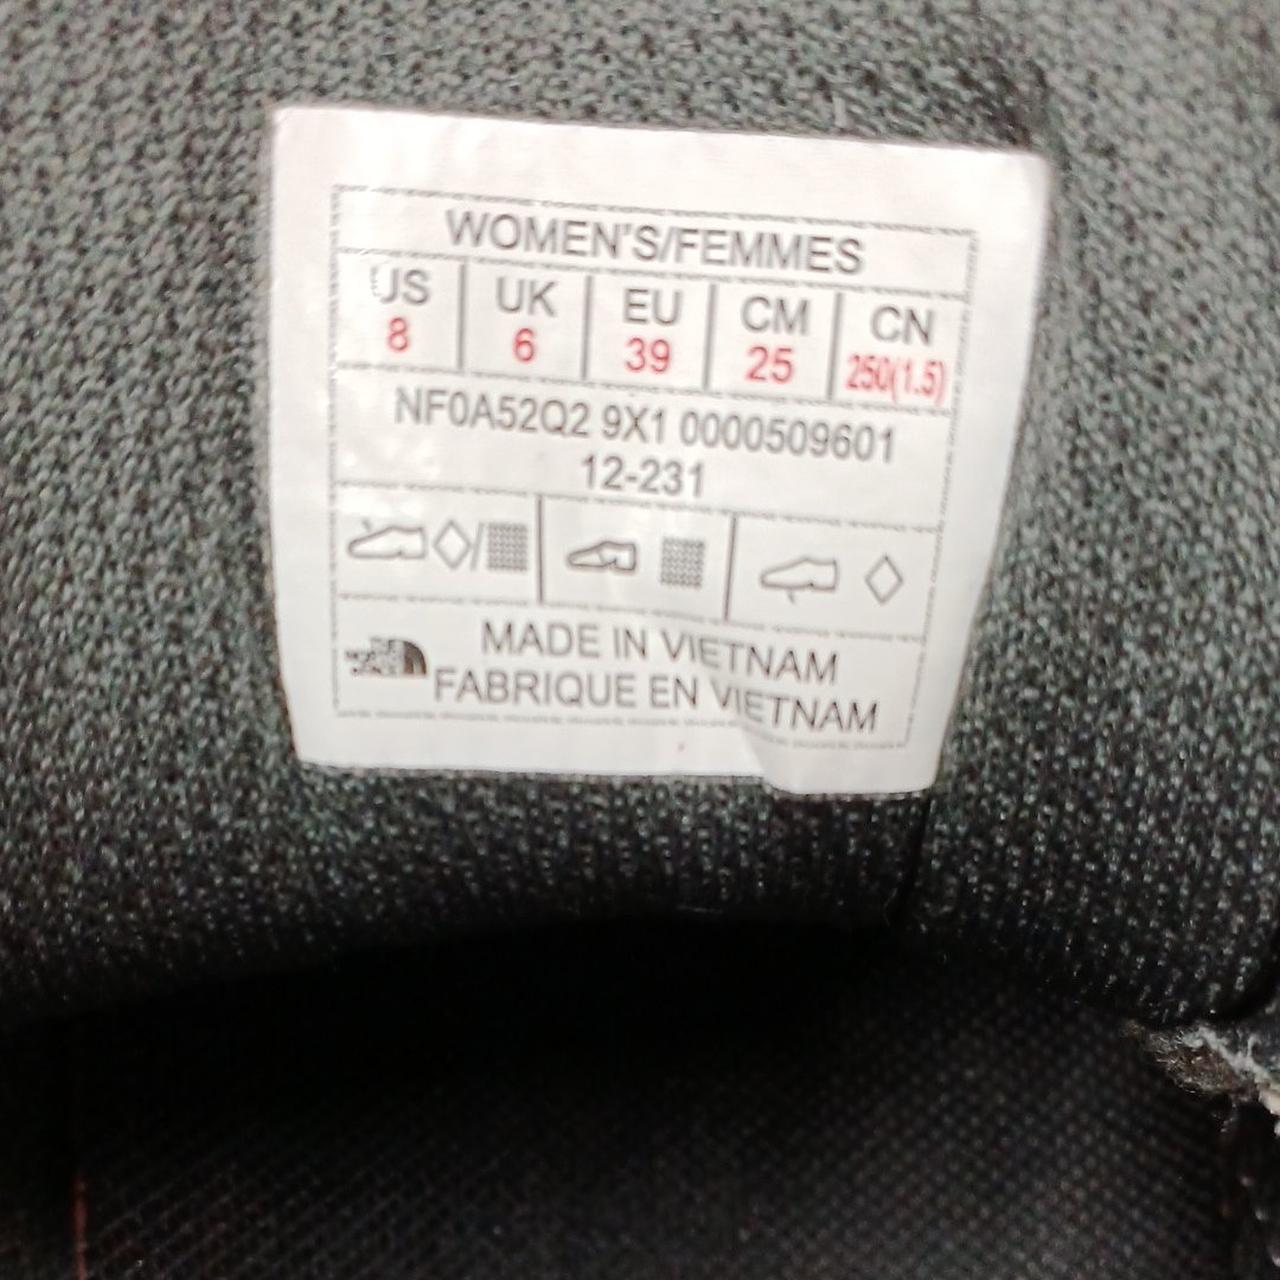 WOMEN'S/FEMMES
US UK EU CM CN
8 6 39 25 250(1.5)
NF0A52Q2 9X1 0000509601
12-231
MADE IN VIETNAM
FABRIQUE EN VIETNAM